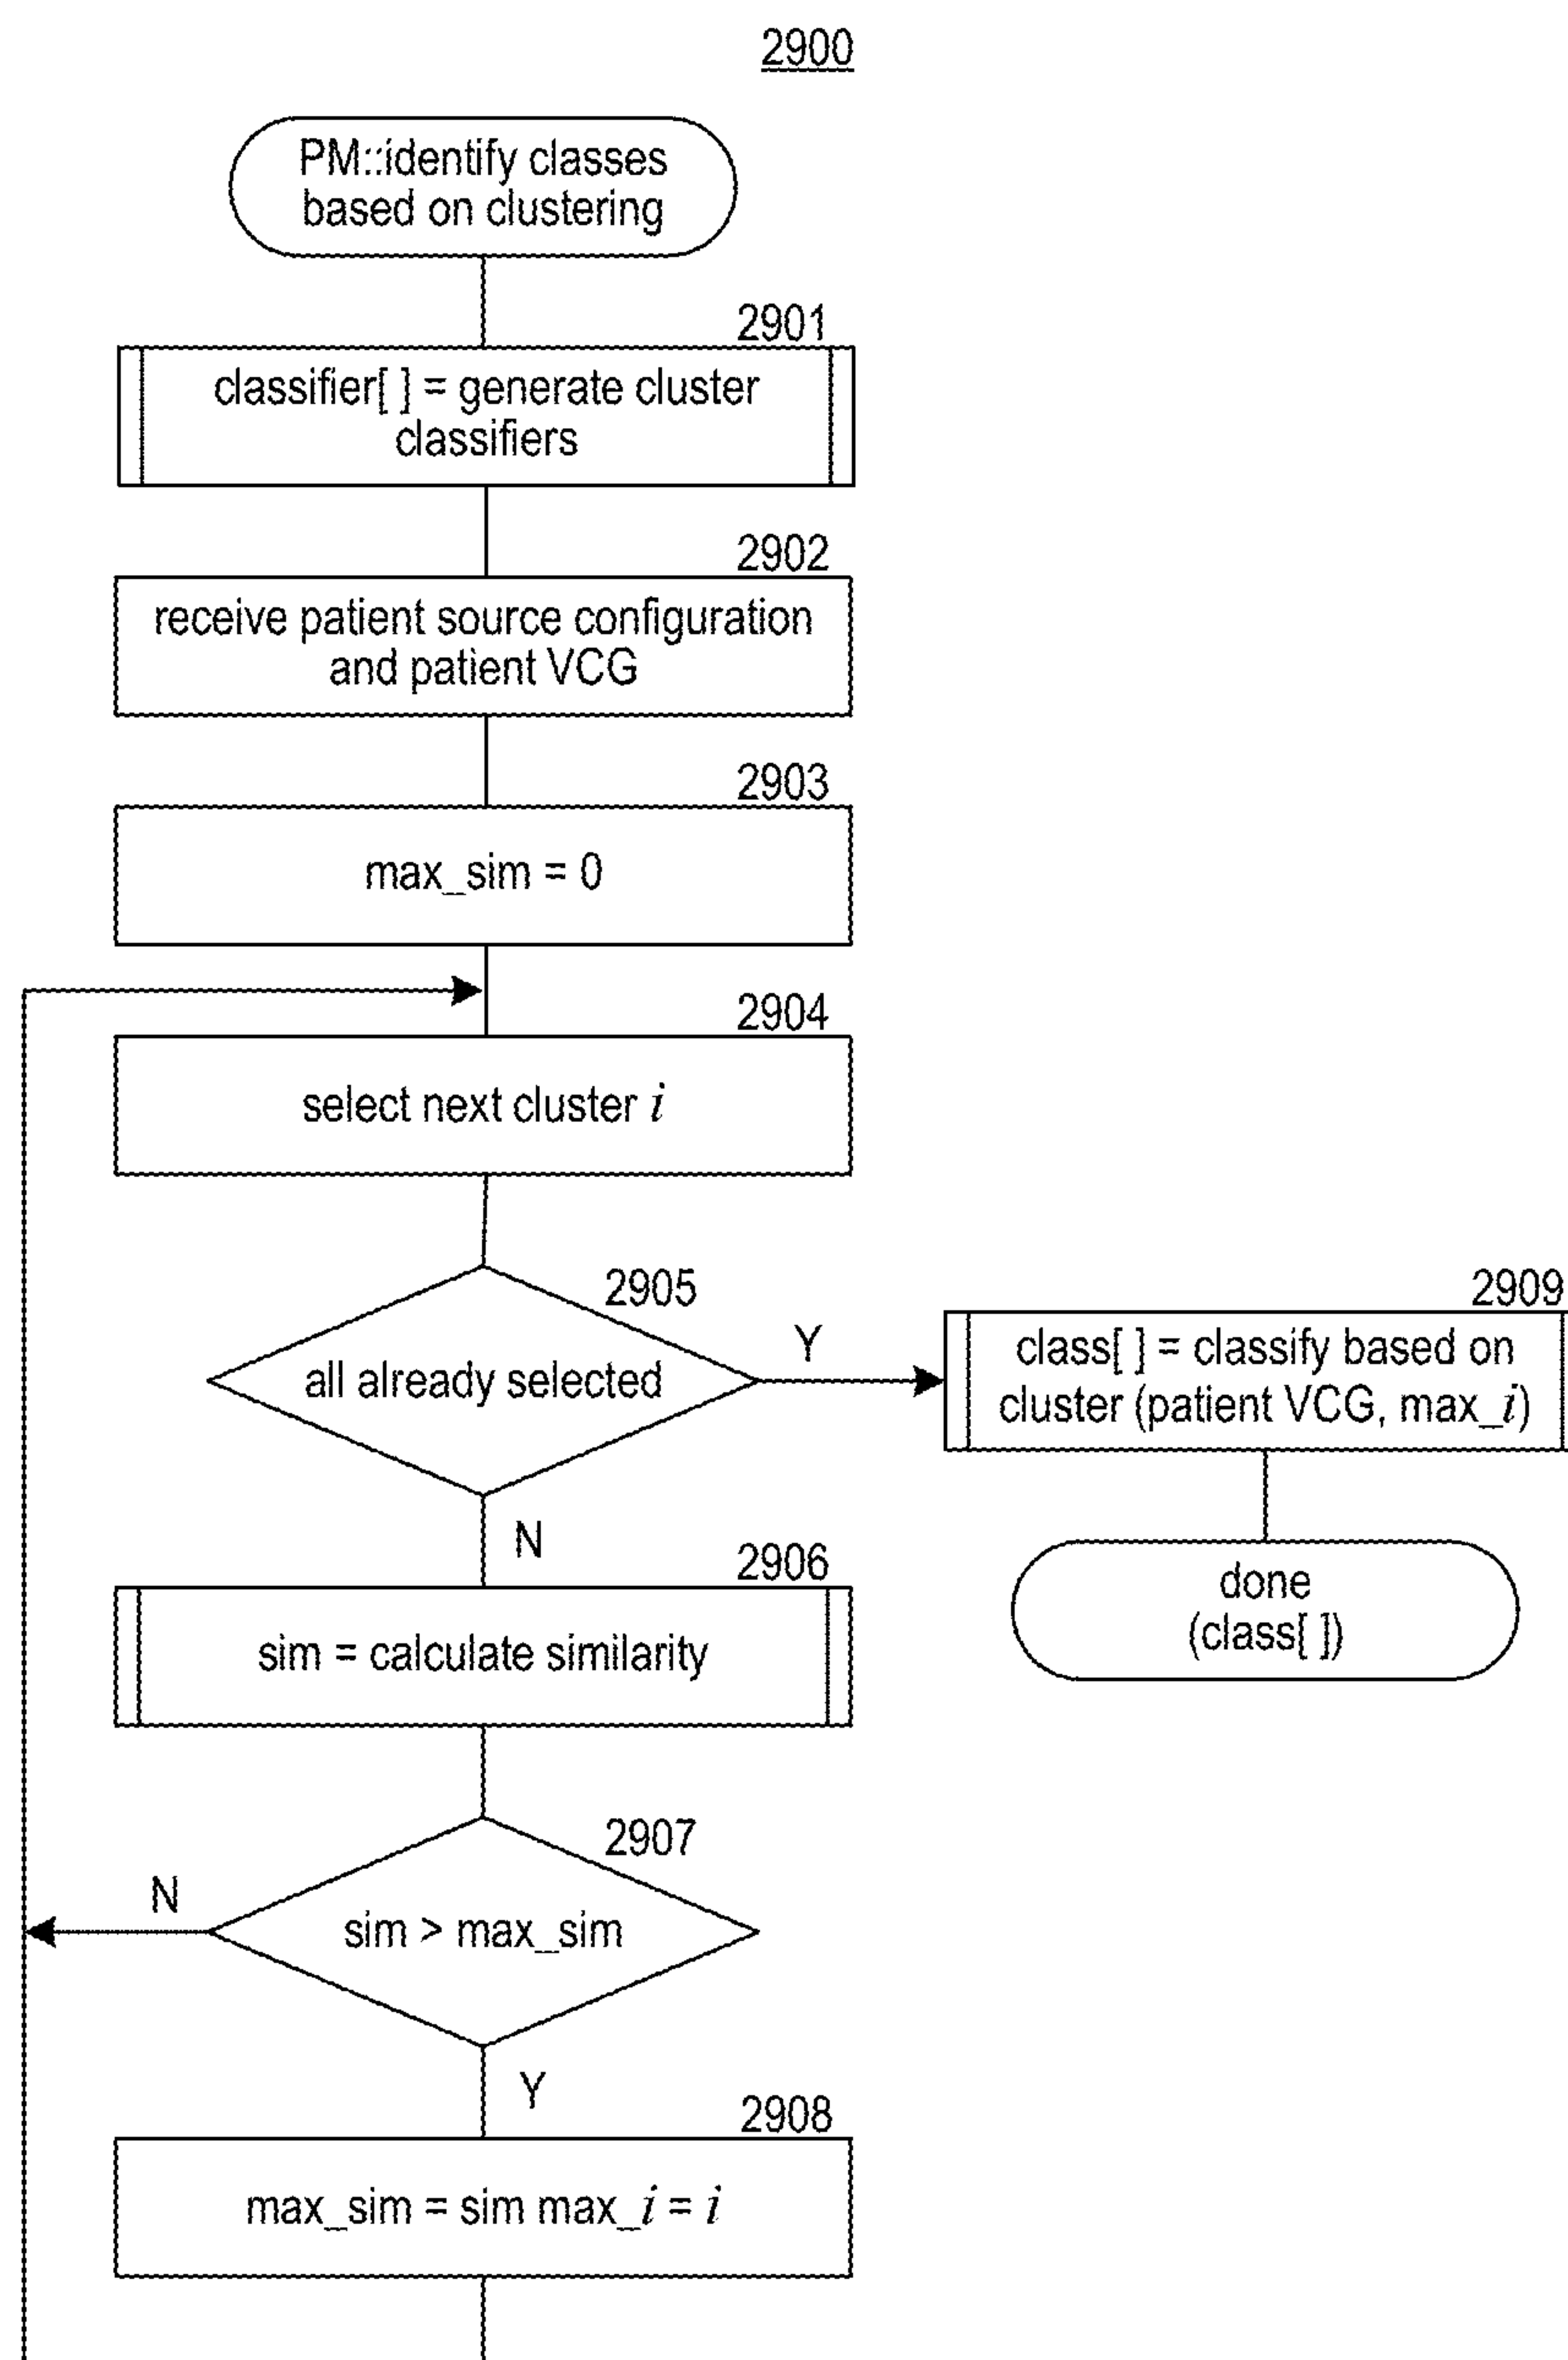 2900
PM::identify classes
based on clustering
2901
classifier[ ] = generate cluster
classifiers
2902
receive patient source configuration
and patient VCG
2903
max_sim = 0
2904
select next cluster i
2905
all already selected
Y
2909
class[ ] = classify based on
cluster (patient VCG, max_i)
done
(class[ ])
N
2906
sim = calculate similarity
2907
N
sim > max_sim
Y
2908
max_sim = sim max_i = i